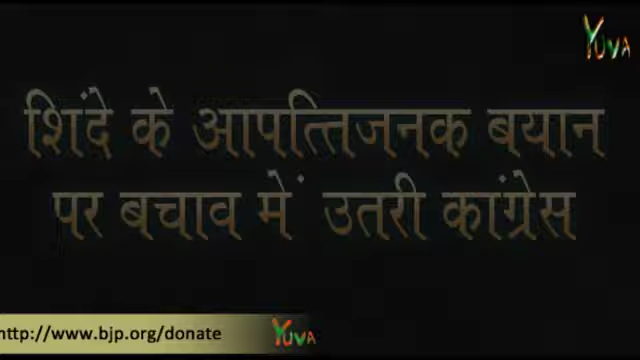 YUVA
शिंदे के आपत्तिजनक बयान
पर बचाव में उतरी कांग्रेस
http://www.bjp.org/donate
YUVA